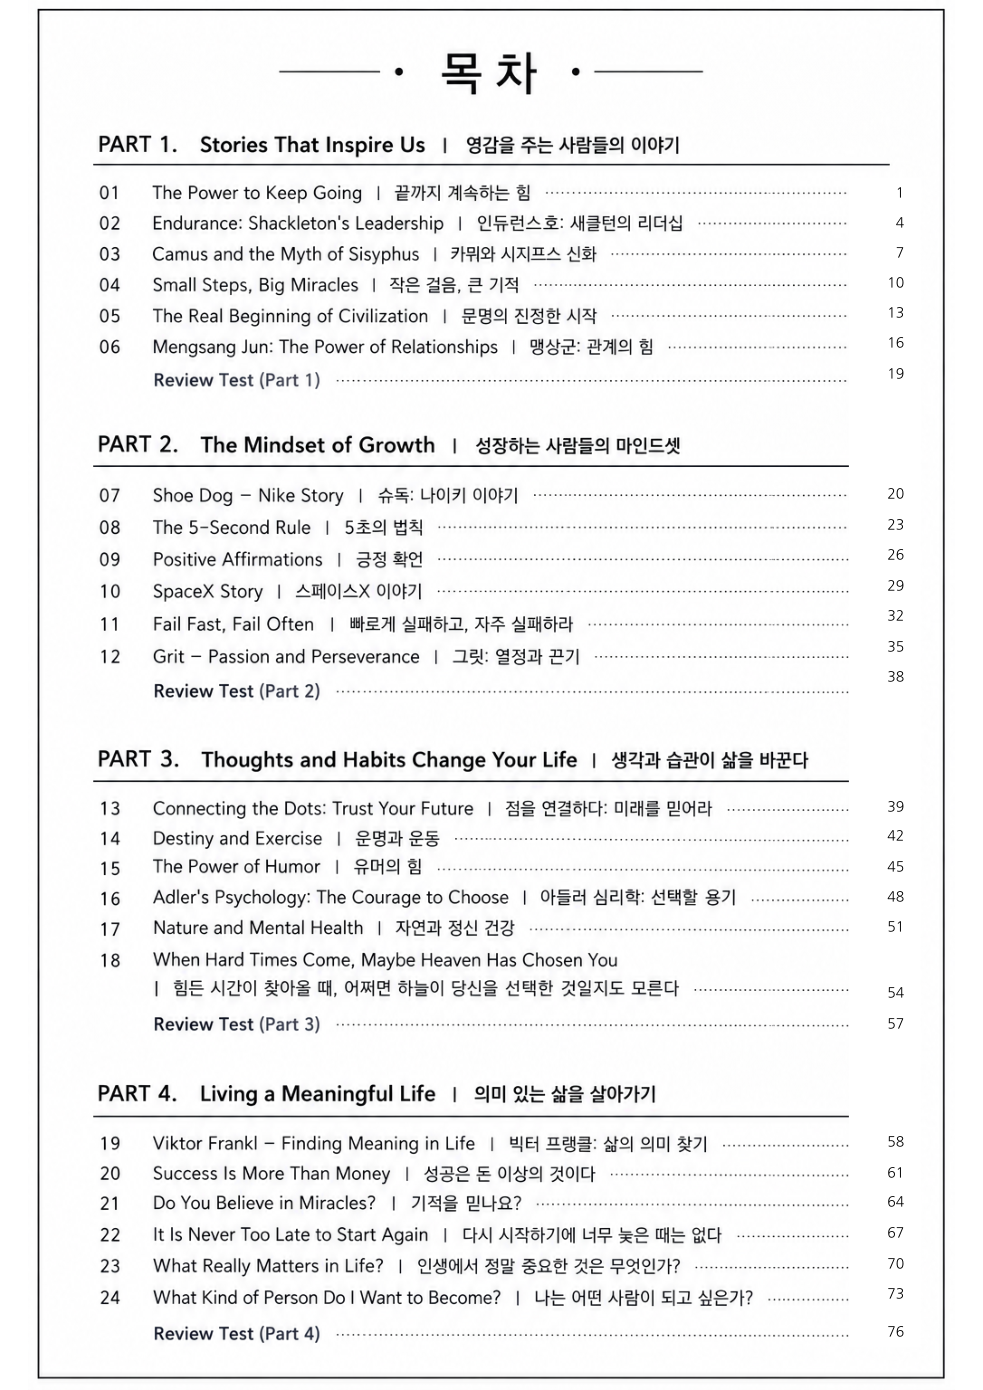 · 목차 ·
PART 1. Stories That Inspire Us | 영감을 주는 사람들의 이야기
01 The Power to Keep Going | 끝까지 계속하는 힘 1
02 Endurance: Shackleton's Leadership | 인듀런스호: 새클턴의 리더십 4
03 Camus and the Myth of Sisyphus | 카뮈와 시지프스 신화 7
04 Small Steps, Big Miracles | 작은 걸음, 큰 기적 10
05 The Real Beginning of Civilization | 문명의 진정한 시작 13
06 Mengsang Jun: The Power of Relationships | 맹상군: 관계의 힘 16
Review Test (Part 1) 19
PART 2. The Mindset of Growth | 성장하는 사람들의 마인드셋
07 Shoe Dog – Nike Story | 슈독: 나이키 이야기 20
08 The 5-Second Rule | 5초의 법칙 23
09 Positive Affirmations | 긍정 확언 26
10 SpaceX Story | 스페이스X 이야기 29
11 Fail Fast, Fail Often | 빠로게 실패하고, 자주 실패하라 32
12 Grit – Passion and Perseverance | 그릿: 열정과 끈기 35
Review Test (Part 2) 38
PART 3. Thoughts and Habits Change Your Life | 생각과 습관이 삶을 바꾼다
13 Connecting the Dots: Trust Your Future | 점을 연결하다: 미래를 믿어라 39
14 Destiny and Exercise | 운명과 운동 42
15 The Power of Humor | 유머의 힘 45
16 Adler's Psychology: The Courage to Choose | 아들러 심리학: 선택할 용기 48
17 Nature and Mental Health | 자연과 정신 건강 51
18 When Hard Times Come, Maybe Heaven Has Chosen You
| 힘든 시간이 찾아올 때, 어쩌면 하늘이 당신을 선택한 것일지도 모른다 54
Review Test (Part 3) 57
PART 4. Living a Meaningful Life | 의미 있는 삶을 살아가기
19 Viktor Frankl – Finding Meaning in Life | 빅터 프랭클: 삶의 의미 찾기 58
20 Success Is More Than Money | 성공은 돈 이상의 것이다 61
21 Do You Believe in Miracles? | 기적을 믿나요? 64
22 It Is Never Too Late to Start Again | 다시 시작하기에 너무 늦은 때는 없다 67
23 What Really Matters in Life? | 인생에서 정말 중요한 것은 무엇인가? 70
24 What Kind of Person Do I Want to Become? | 나는 어떤 사람이 되고 싶은가? 73
Review Test (Part 4) 76